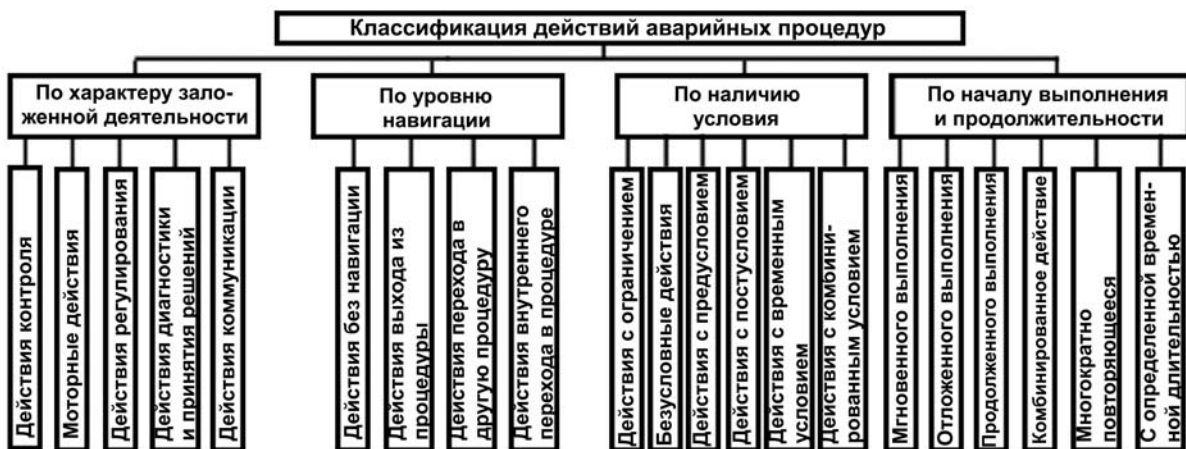 Классификация действий аварийных процедур
По характеру зало-
женной деятельности
Действия контроля
Моторные действия
Действия регулирования
Действия диагностики
и принятия решений
Действия коммуникации
По уровню
навигации
Действия без навигации
Действия выхода из
процедуры
Действия перехода в
другую процедуру
Действия внутреннего
перехода в процедуре
По наличию
условия
Действия с ограничением
Безусловные действия
Действия с предусловием
Действия с постусловием
Действия с временным
условием
Действия с комбини-
рованным условием
По началу выполнения
и продолжительности
Мгновенного выполнения
Отложенного выполнения
Продолженного выполнения
Комбинированное действие
Многократно
повторяющееся
С определенной времен-
ной длительностью